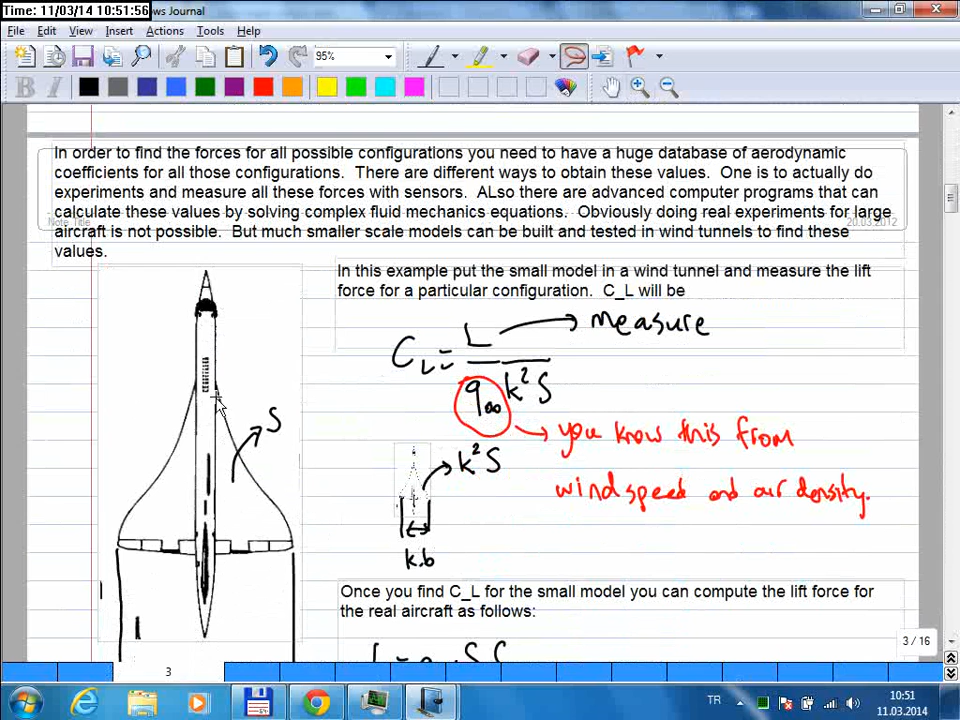 Time: 11/03/14 10:51:56
ws Journal
File Edit View Insert Actions Tools Help
95%
B I
In order to find the forces for all possible configurations you need to have a huge database of aerodynamic
coefficients for all those configurations. There are different ways to obtain these values. One is to actually do
experiments and measure all these forces with sensors. ALso there are advanced computer programs that can
calculate these values by solving complex fluid mechanics equations. Obviously doing real experiments for large
Note Title 20.03.2012
aircraft is not possible. But much smaller scale models can be built and tested in wind tunnels to find these
values.
In this example put the small model in a wind tunnel and measure the lift
force for a particular configuration. C_L will be
C_L = L / (q∞ k² S)
measure
S
you know this from
wind speed and air density.
k² S
k.b
Once you find C_L for the small model you can compute the lift force for
the real aircraft as follows:
3 / 16
3
TR
10:51
11.03.2014